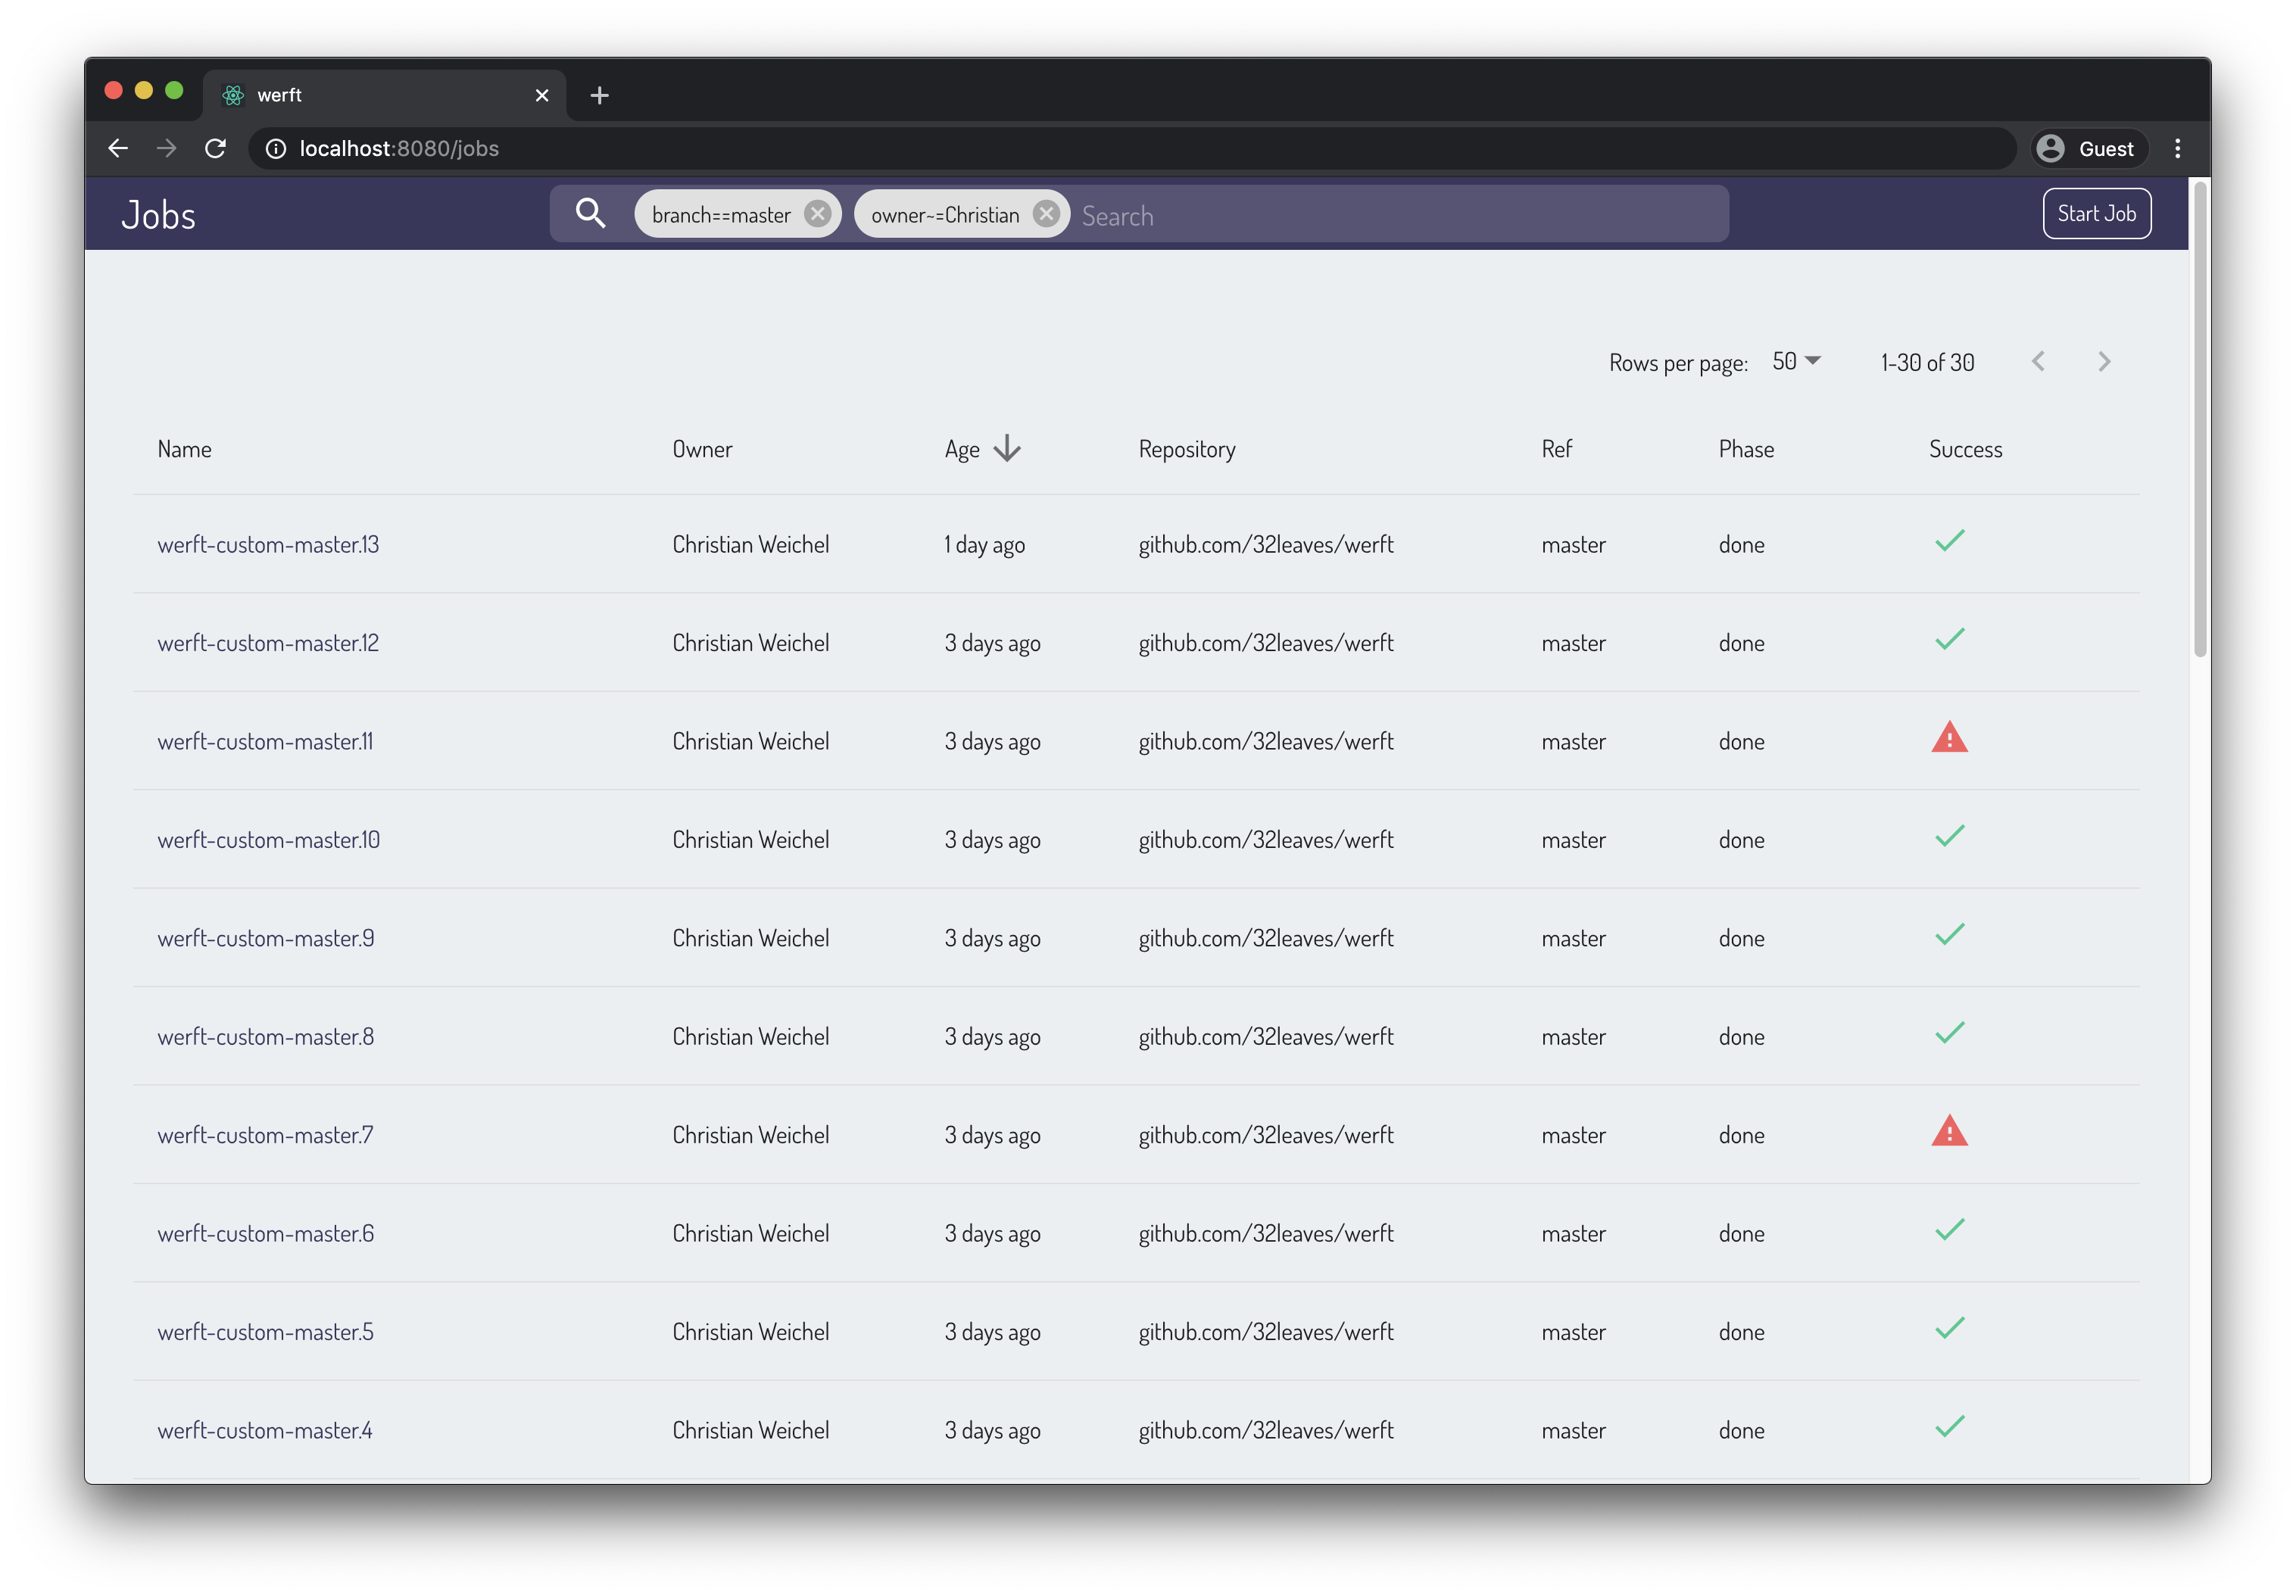 werft
localhost:8080/jobs
Guest
Jobs
branch==master
owner~=Christian
Search
Start Job
Rows per page: 50 1-30 of 30
Name Owner Age Repository Ref Phase Success
werft-custom-master.13 Christian Weichel 1 day ago github.com/32leaves/werft master done
werft-custom-master.12 Christian Weichel 3 days ago github.com/32leaves/werft master done
werft-custom-master.11 Christian Weichel 3 days ago github.com/32leaves/werft master done
werft-custom-master.10 Christian Weichel 3 days ago github.com/32leaves/werft master done
werft-custom-master.9 Christian Weichel 3 days ago github.com/32leaves/werft master done
werft-custom-master.8 Christian Weichel 3 days ago github.com/32leaves/werft master done
werft-custom-master.7 Christian Weichel 3 days ago github.com/32leaves/werft master done
werft-custom-master.6 Christian Weichel 3 days ago github.com/32leaves/werft master done
werft-custom-master.5 Christian Weichel 3 days ago github.com/32leaves/werft master done
werft-custom-master.4 Christian Weichel 3 days ago github.com/32leaves/werft master done